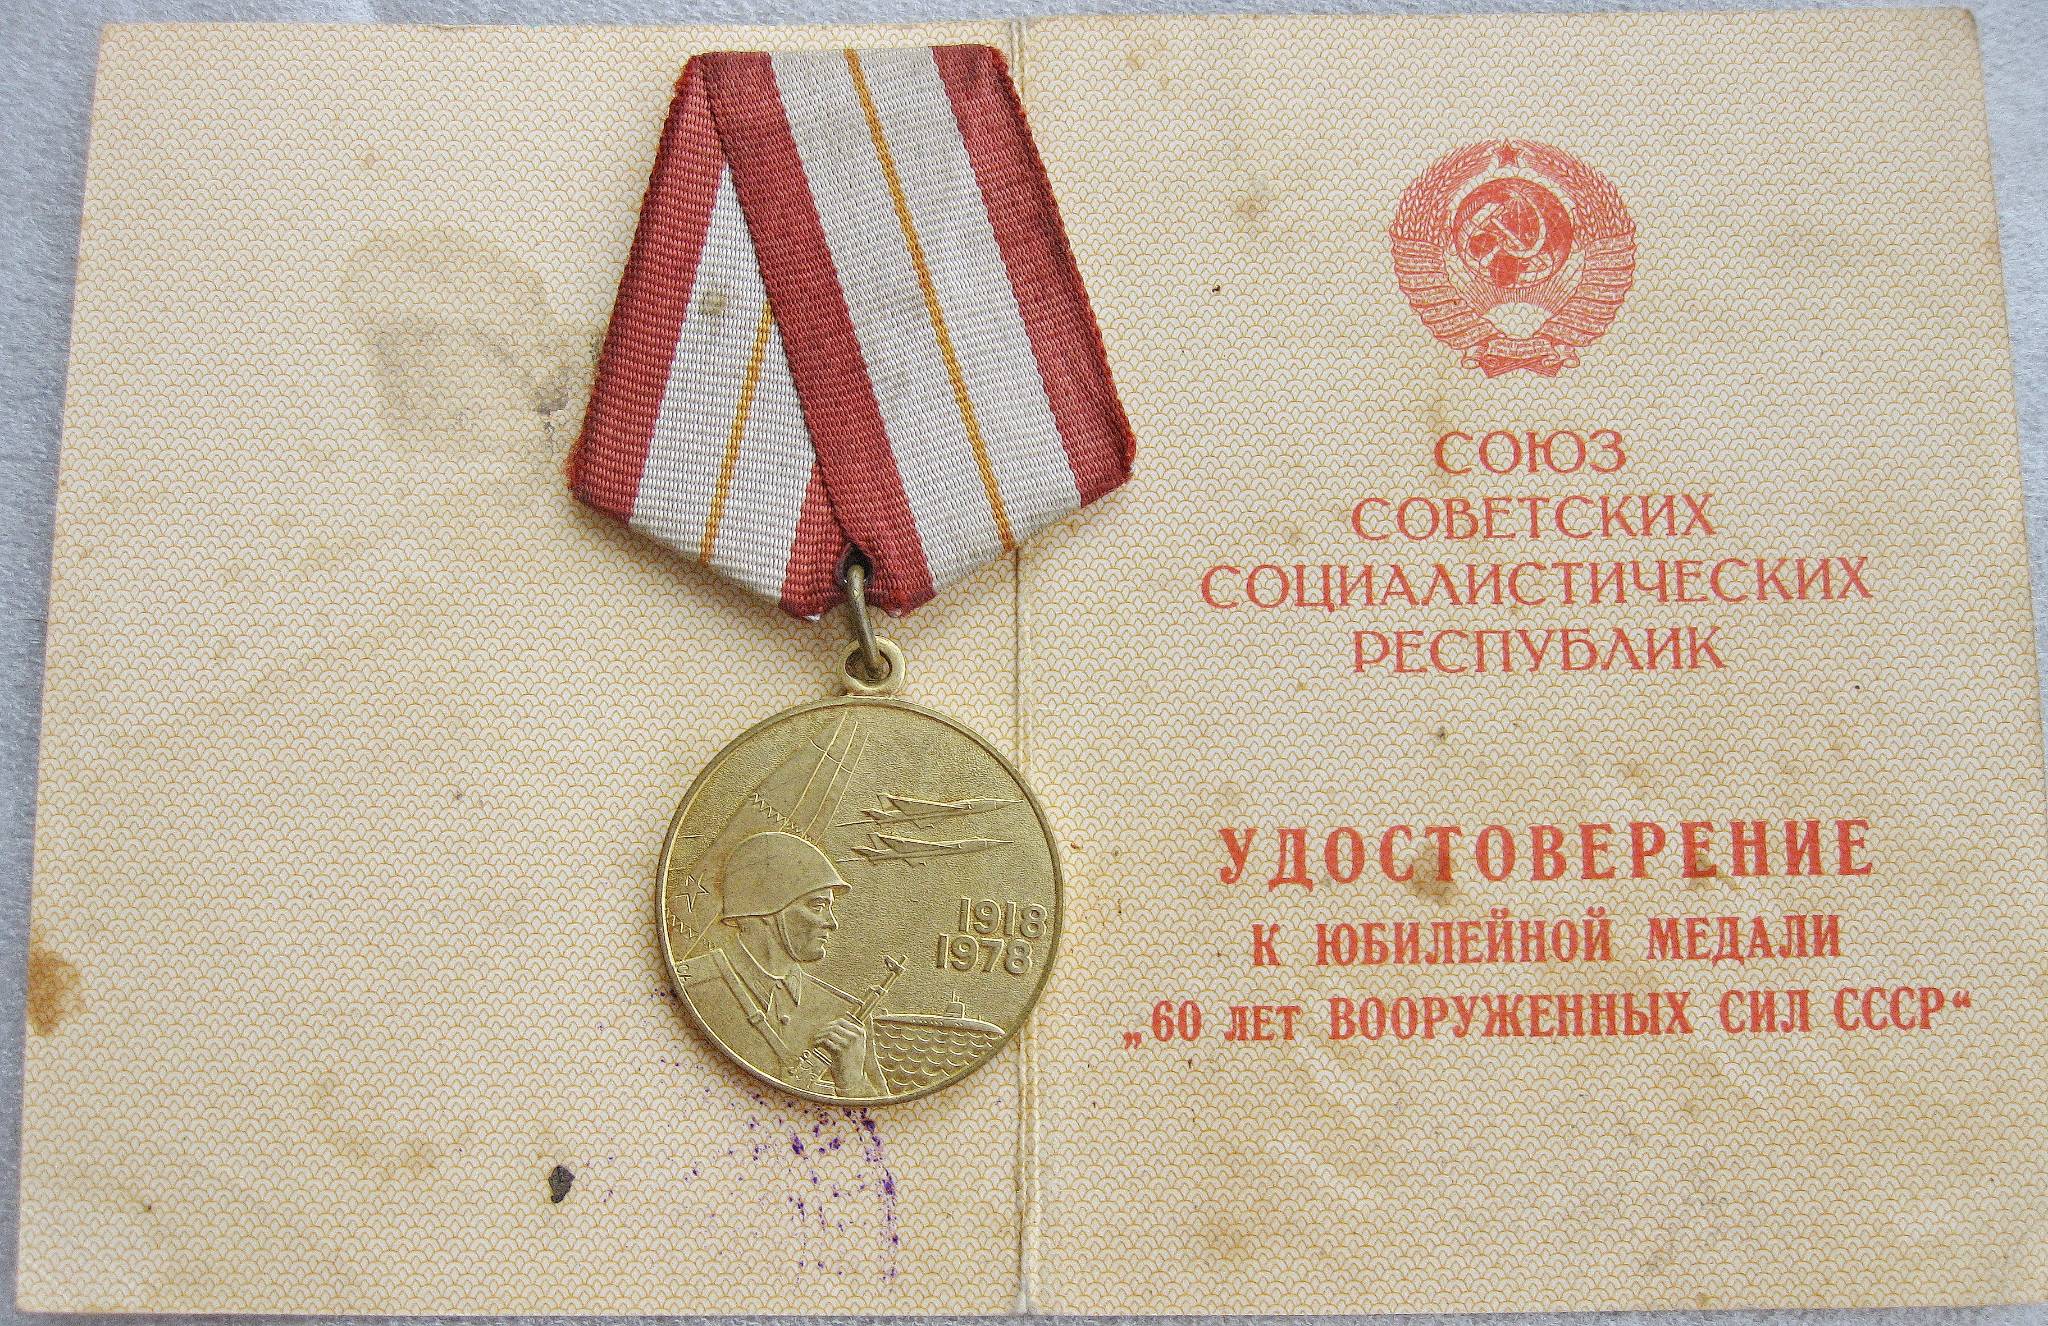 1918
1978
СОЮЗ
СОВЕТСКИХ
СОЦИАЛИСТИЧЕСКИХ
РЕСПУБЛИК
УДОСТОВЕРЕНИЕ
К ЮБИЛЕЙНОЙ МЕДАЛИ
„60 ЛЕТ ВООРУЖЕННЫХ СИЛ СССР“